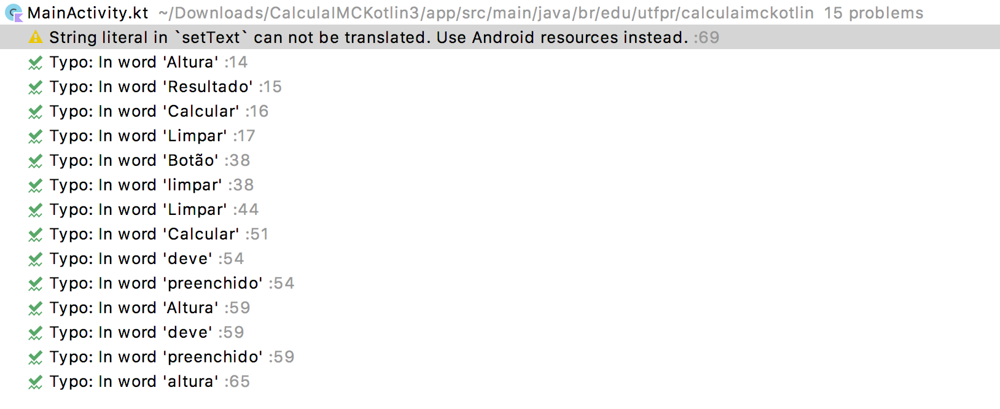 MainActivity.kt ~/Downloads/CalculaIMCKotlin3/app/src/main/java/br/edu/utfpr/calculaimckotlin 15 problems
String literal in `setText` can not be translated. Use Android resources instead. :69
Typo: In word 'Altura' :14
Typo: In word 'Resultado' :15
Typo: In word 'Calcular' :16
Typo: In word 'Limpar' :17
Typo: In word 'Botão' :38
Typo: In word 'limpar' :38
Typo: In word 'Limpar' :44
Typo: In word 'Calcular' :51
Typo: In word 'deve' :54
Typo: In word 'preenchido' :54
Typo: In word 'Altura' :59
Typo: In word 'deve' :59
Typo: In word 'preenchido' :59
Typo: In word 'altura' :65